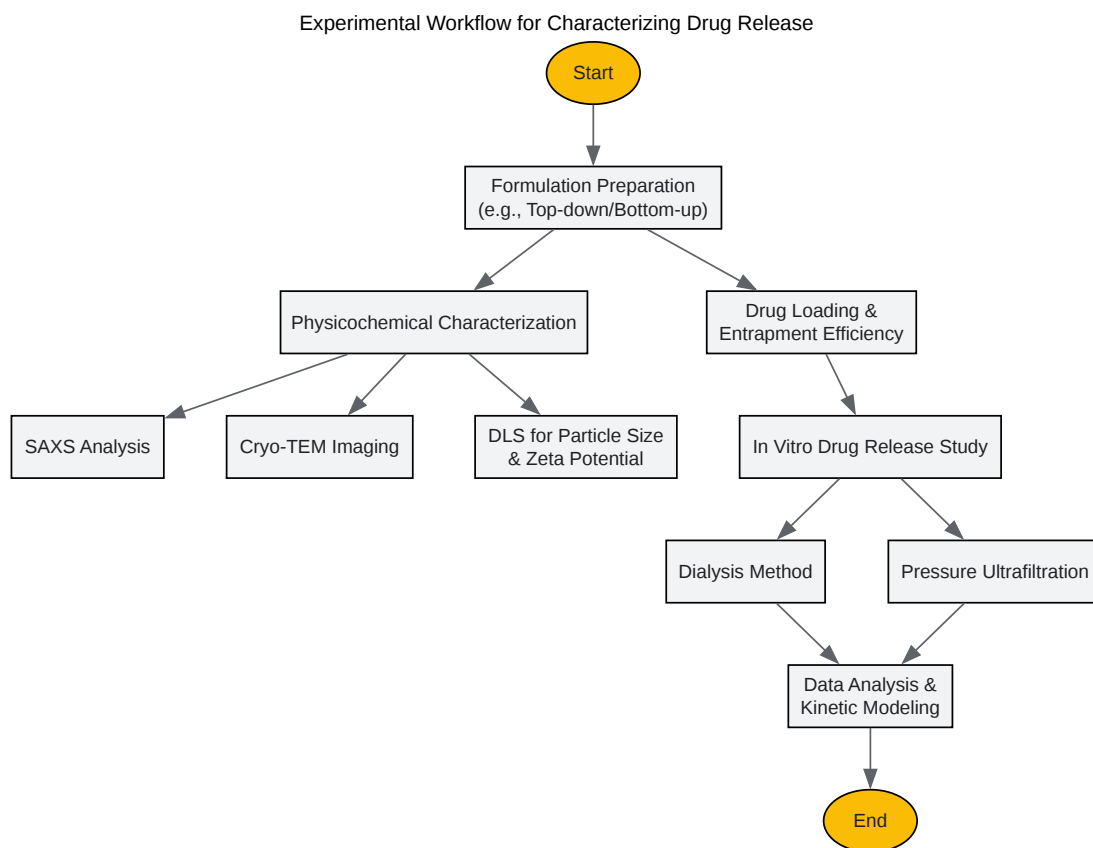 Experimental Workflow for Characterizing Drug Release
Start
Formulation Preparation
(e.g., Top-down/Bottom-up)
Physicochemical Characterization
Drug Loading &
Entrapment Efficiency
SAXS Analysis
Cryo-TEM Imaging
DLS for Particle Size
& Zeta Potential
In Vitro Drug Release Study
Dialysis Method
Pressure Ultrafiltration
Data Analysis &
Kinetic Modeling
End